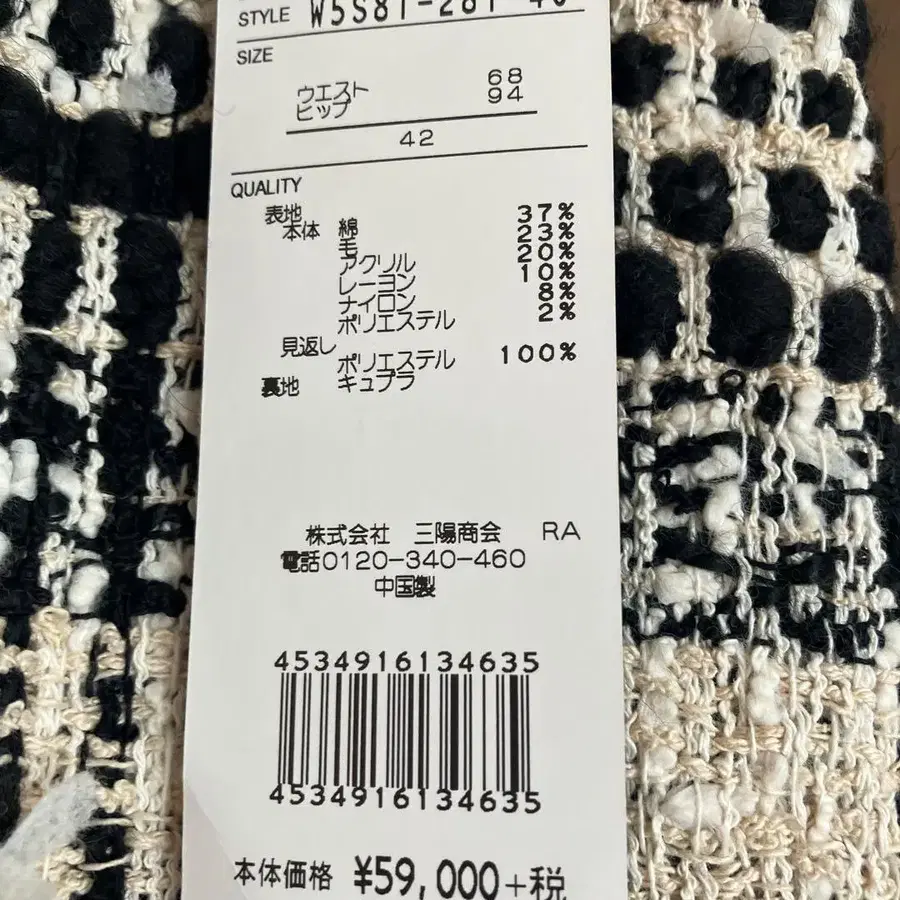 STYLE W5S81-281-40
SIZE
ウエスト 68
ヒップ 94
42
QUALITY
表地 37%
本体 綿 23%
毛 20%
アクリル 10%
レーヨン 8%
ナイロン 2%
ポリエステル
見返し
ポリエステル 100%
裏地 キュプラ
株式会社 三陽商会 RA
電話0120-340-460
中国製
4534916134635
4534916134635
本体価格 ¥59,000+税